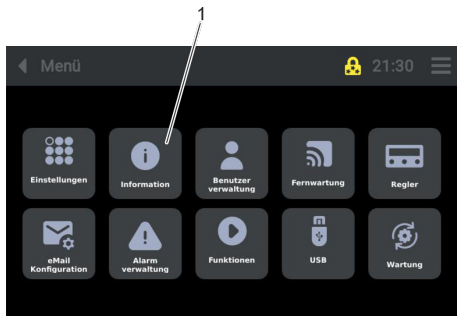 1
Menü 21:30
Einstellungen
Information
Benutzer
verwaltung
Fernwartung
Regler
eMail
Konfiguration
Alarm
verwaltung
Funktionen
USB
Wartung